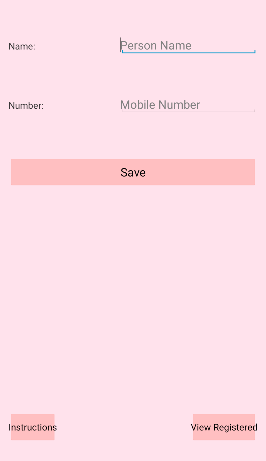 Name:
Person Name
Number:
Mobile Number
Save
Instructions
View Registered